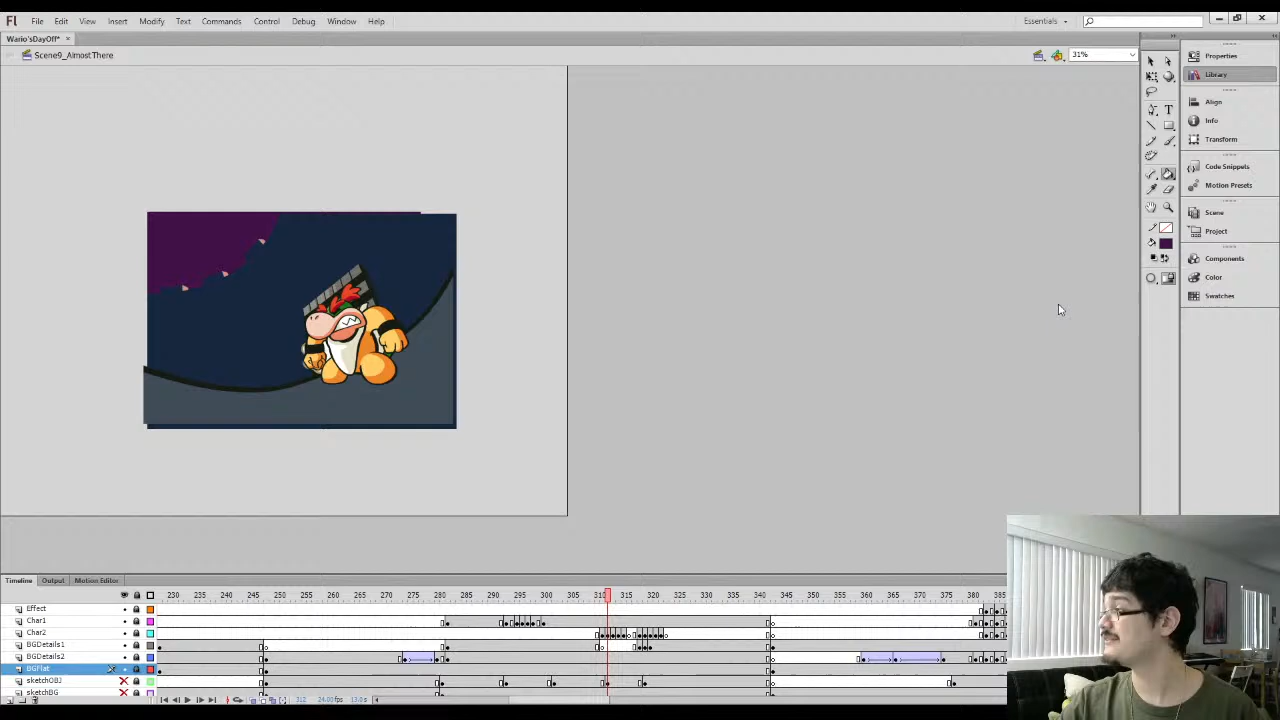 Fl File Edit View Insert Modify Text Commands Control Debug Window Help Essentials
Wario'sDayOff*
Scene9_AlmostThere 31%
Properties
Library
Align
Info
Transform
Code Snippets
Motion Presets
Scene
Project
Components
Color
Swatches
Timeline Output Motion Editor
230 235 240 245 250 255 260 265 270 275 280 285 290 295 300 305 310 315 320 325 330 335 340 345 350 355 360 365 370 375 380 385
Effect
Char1
Char2
BGDetails1
BGDetails2
BGFlat
sketchOBJ
sketchBG
312 24.00 fps 13.0 s